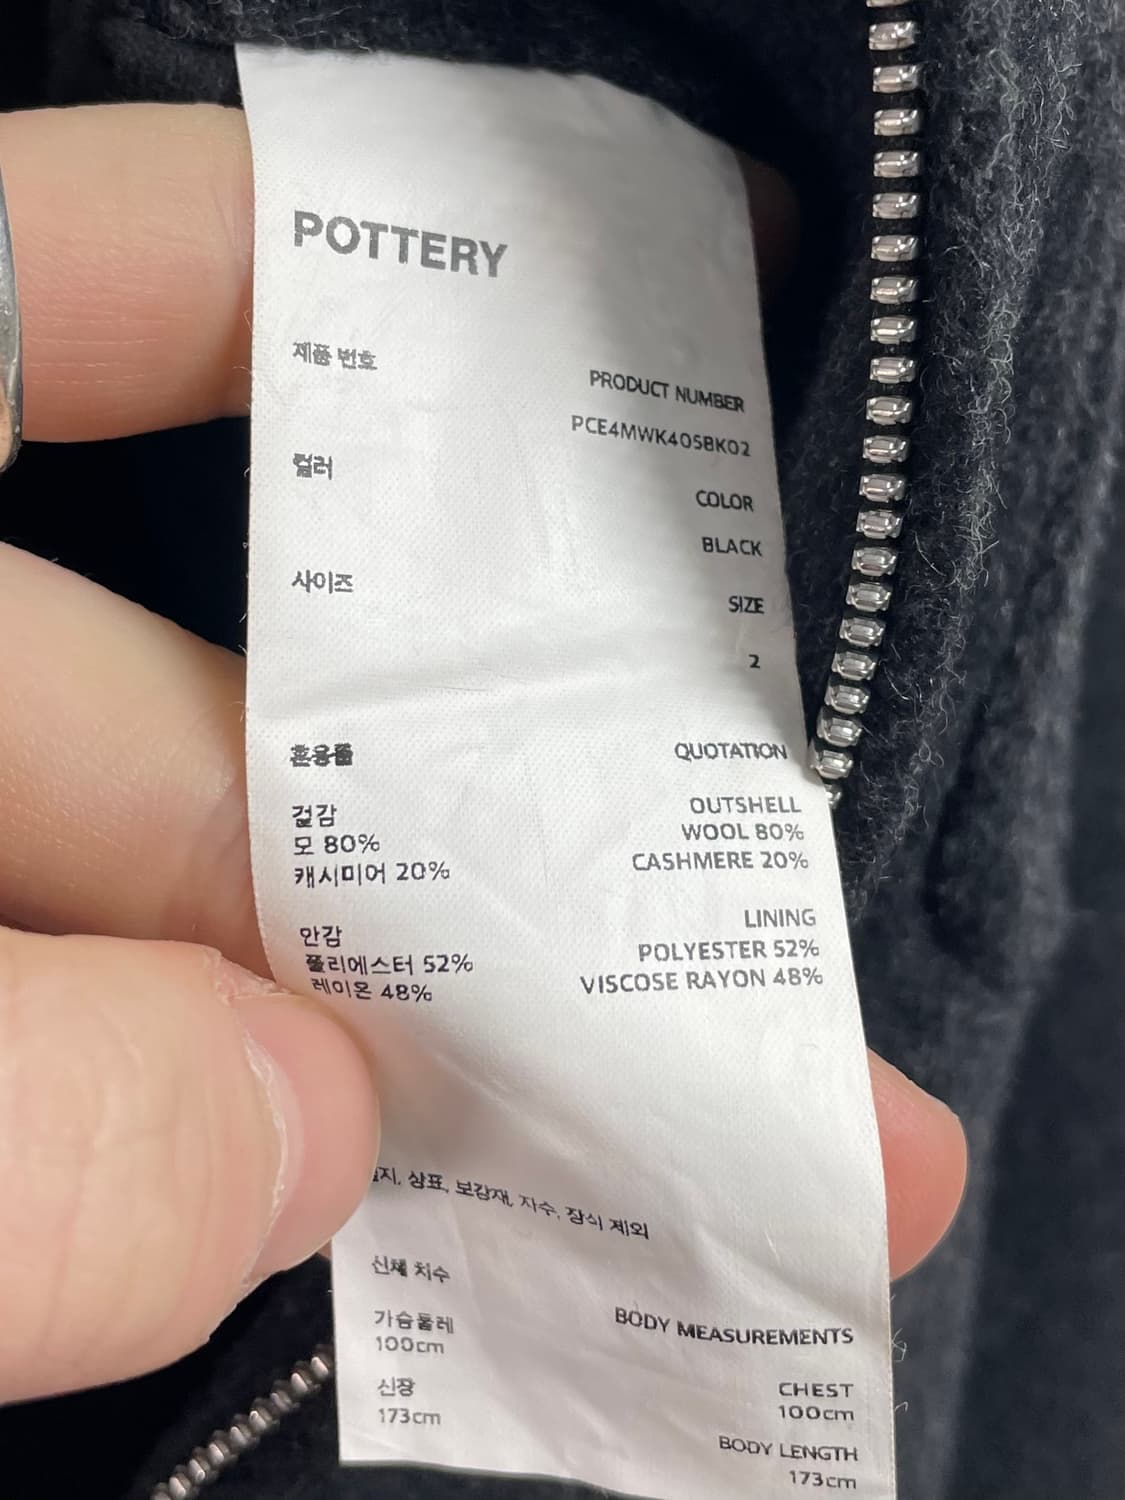 POTTERY
제품 번호
PRODUCT NUMBER
PCE4MWK405BK02
컬러
COLOR
BLACK
사이즈
SIZE
2
혼용률
QUOTATION
겉감
OUTSHELL
모 80%
WOOL 80%
캐시미어 20%
CASHMERE 20%
안감
LINING
폴리에스터 52%
POLYESTER 52%
레이온 48%
VISCOSE RAYON 48%
상표, 보강재, 자수, 장식 제외
신체 치수
BODY MEASUREMENTS
가슴둘레
CHEST
100cm
100cm
신장
BODY LENGTH
173cm
173cm